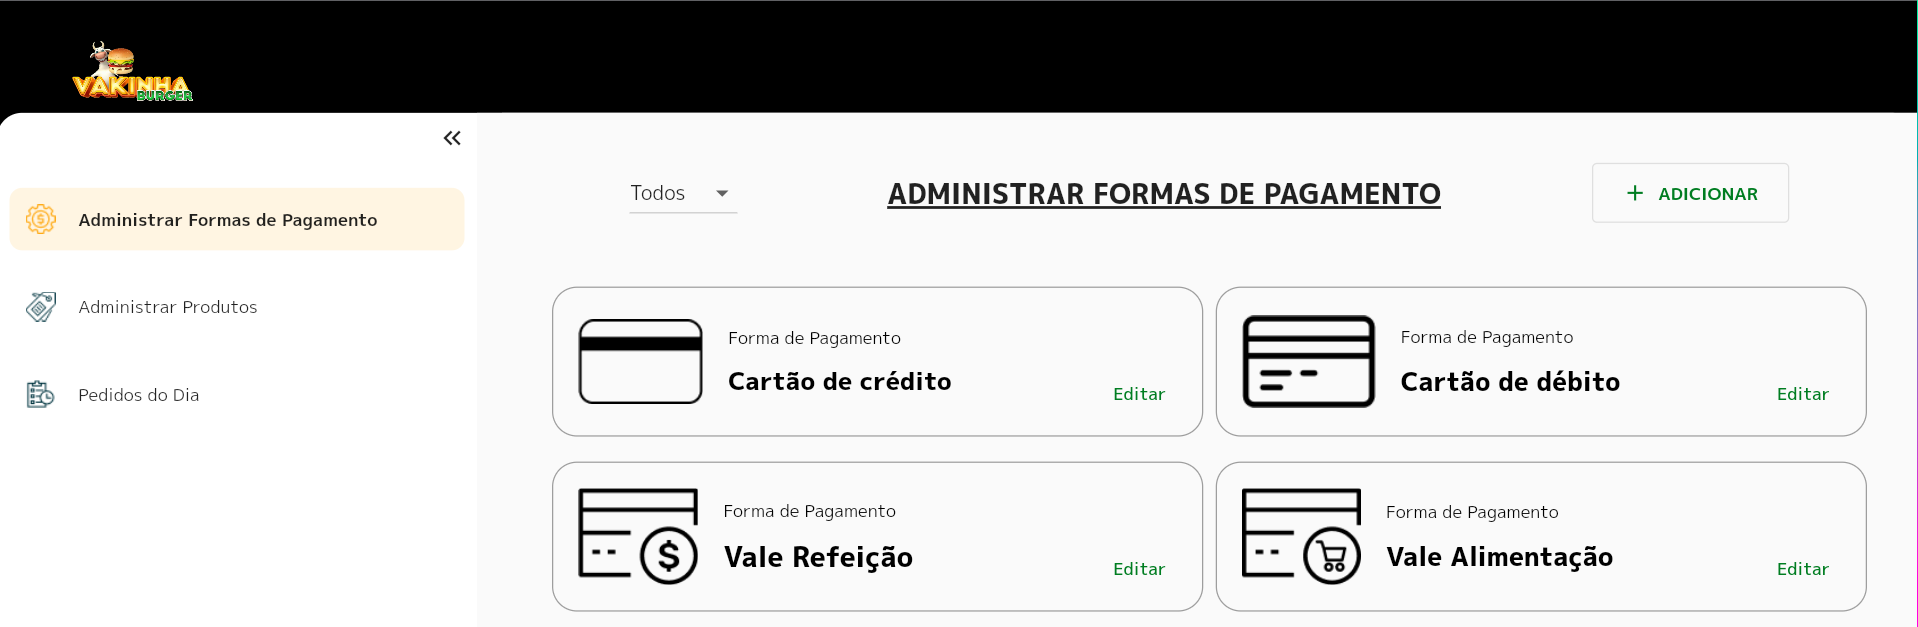 VAKINHA
BURGER
Administrar Formas de Pagamento
Administrar Produtos
Pedidos do Dia
Todos
ADMINISTRAR FORMAS DE PAGAMENTO
+ ADICIONAR
Forma de Pagamento
Cartão de crédito
Editar
Forma de Pagamento
Cartão de débito
Editar
Forma de Pagamento
Vale Refeição
Editar
Forma de Pagamento
Vale Alimentação
Editar